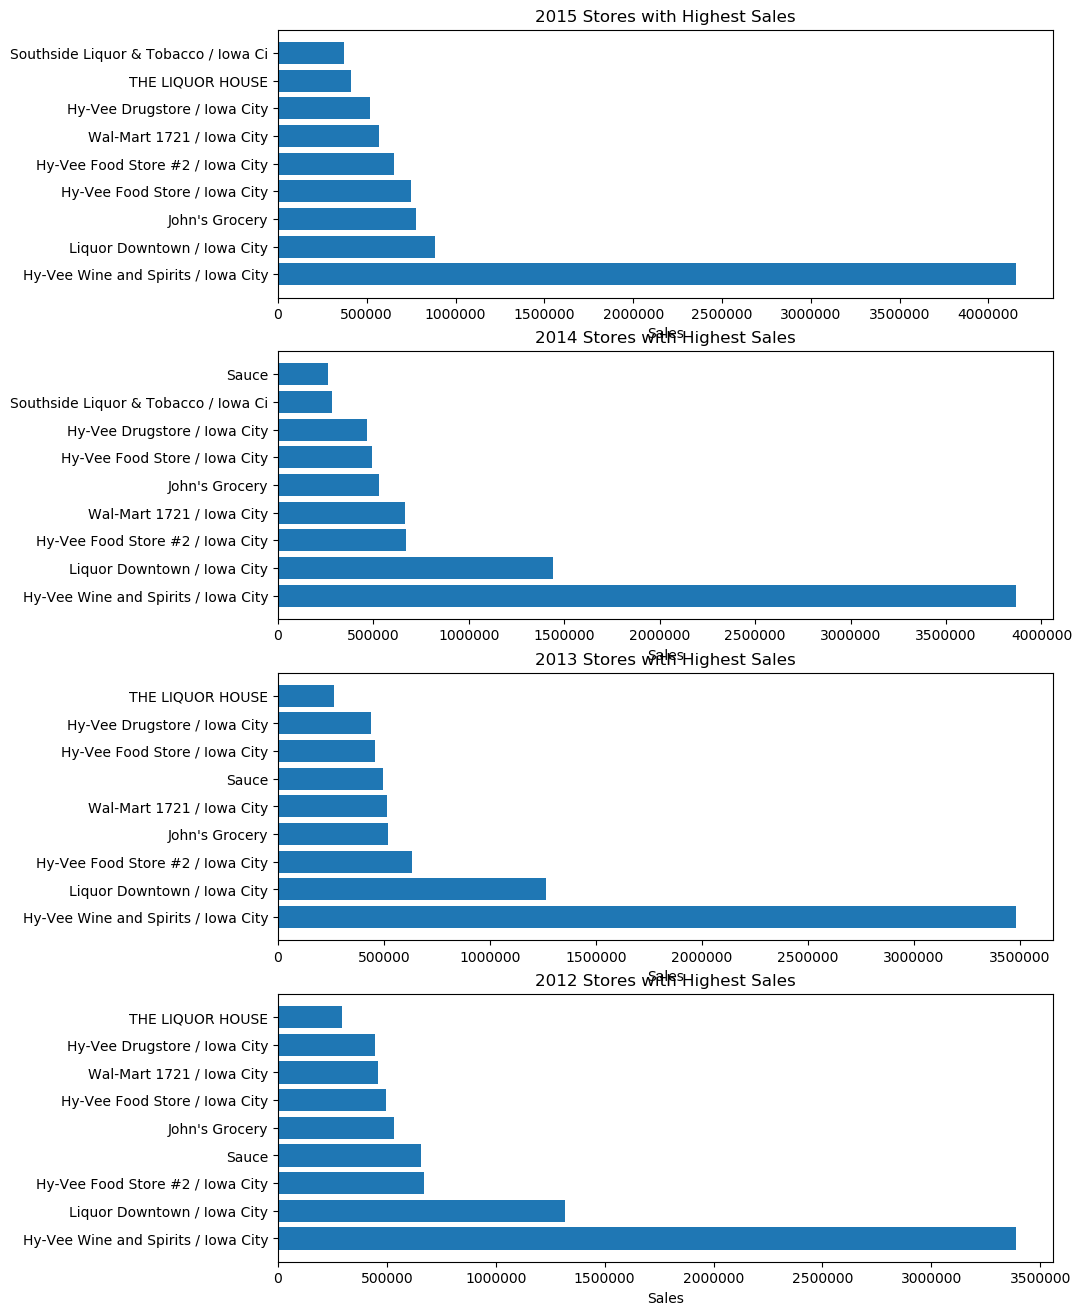 2015 Stores with Highest Sales
Southside Liquor & Tobacco / Iowa Ci
THE LIQUOR HOUSE
Hy-Vee Drugstore / Iowa City
Wal-Mart 1721 / Iowa City
Hy-Vee Food Store #2 / Iowa City
Hy-Vee Food Store / Iowa City
John's Grocery
Liquor Downtown / Iowa City
Hy-Vee Wine and Spirits / Iowa City
0 500000 1000000 1500000 2000000 2500000 3000000 3500000 4000000
Sales
2014 Stores with Highest Sales
Sauce
Southside Liquor & Tobacco / Iowa Ci
Hy-Vee Drugstore / Iowa City
Hy-Vee Food Store / Iowa City
John's Grocery
Wal-Mart 1721 / Iowa City
Hy-Vee Food Store #2 / Iowa City
Liquor Downtown / Iowa City
Hy-Vee Wine and Spirits / Iowa City
0 500000 1000000 1500000 2000000 2500000 3000000 3500000 4000000
Sales
2013 Stores with Highest Sales
THE LIQUOR HOUSE
Hy-Vee Drugstore / Iowa City
Hy-Vee Food Store / Iowa City
Sauce
Wal-Mart 1721 / Iowa City
John's Grocery
Hy-Vee Food Store #2 / Iowa City
Liquor Downtown / Iowa City
Hy-Vee Wine and Spirits / Iowa City
0 500000 1000000 1500000 2000000 2500000 3000000 3500000
Sales
2012 Stores with Highest Sales
THE LIQUOR HOUSE
Hy-Vee Drugstore / Iowa City
Wal-Mart 1721 / Iowa City
Hy-Vee Food Store / Iowa City
John's Grocery
Sauce
Hy-Vee Food Store #2 / Iowa City
Liquor Downtown / Iowa City
Hy-Vee Wine and Spirits / Iowa City
0 500000 1000000 1500000 2000000 2500000 3000000 3500000
Sales